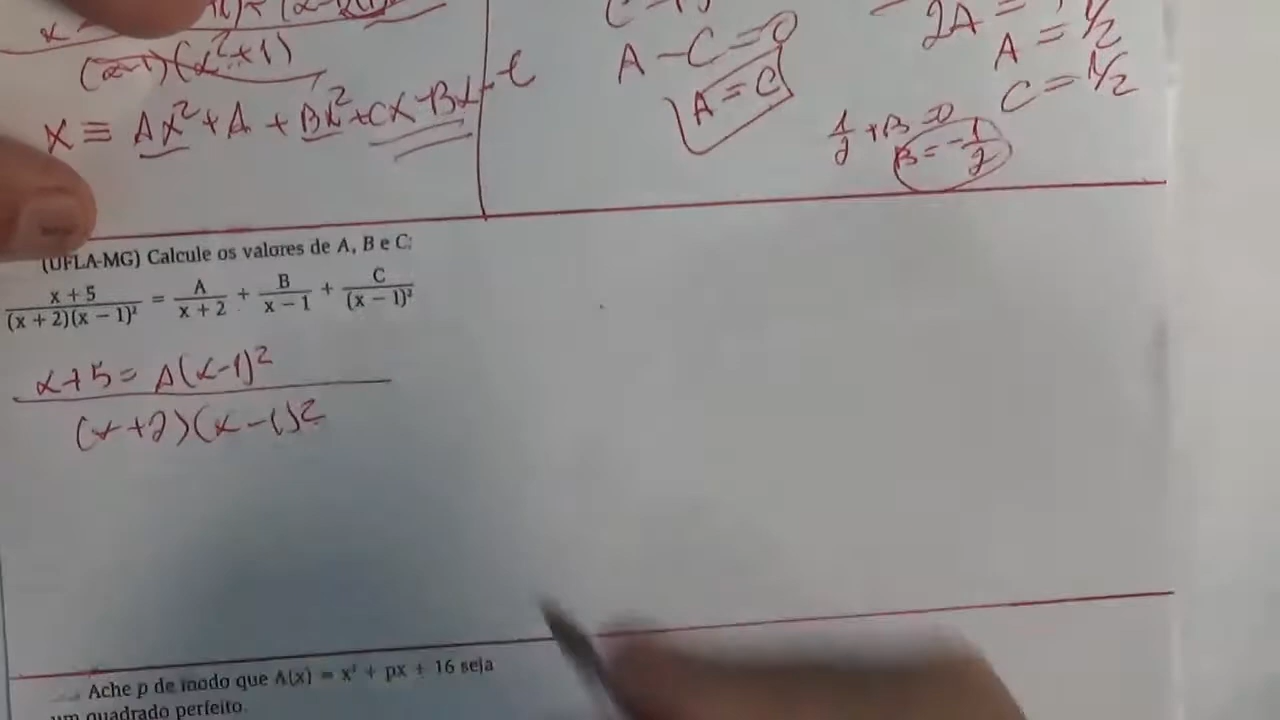 (x-1)(x²+1)
x ≡ Ax² + A + Bx² + Cx - Bx - C
A - C = 0
A = C
2A =
A = 1/2
C = 1/2
1/2 + B = 0
B = -1/2
(UFLA-MG) Calcule os valores de A, B e C:
x + 5 / (x + 2)(x − 1)² = A / x + 2 + B / x − 1 + C / (x − 1)²
x+5 = A(x-1)²
(x+2)(x-1)²
Ache p de modo que A(x) = x² + px + 16 seja
um quadrado perfeito.